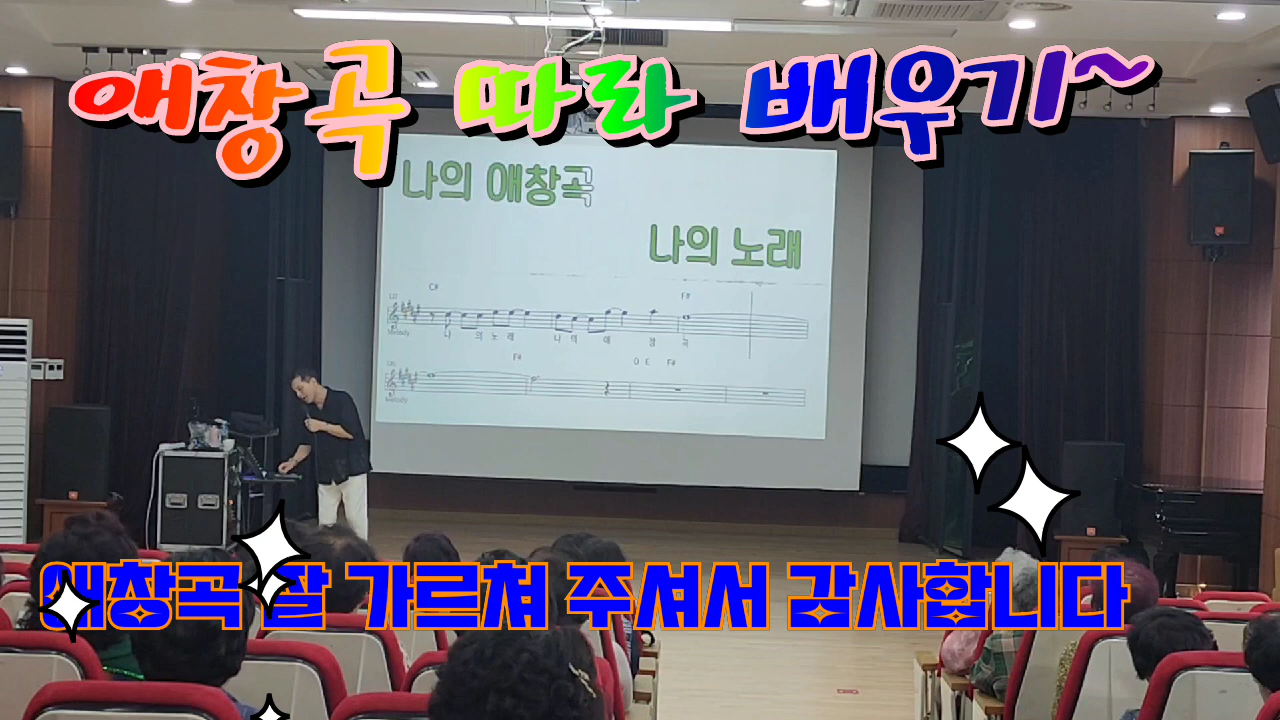 애창곡 따라 배우기~
나의 애창곡
나의 노래
C# F#
나 의 노 래 나 의 애 창 곡
Melody
F# D E F#
Melody
애창곡 잘 가르쳐 주셔서 감사합니다